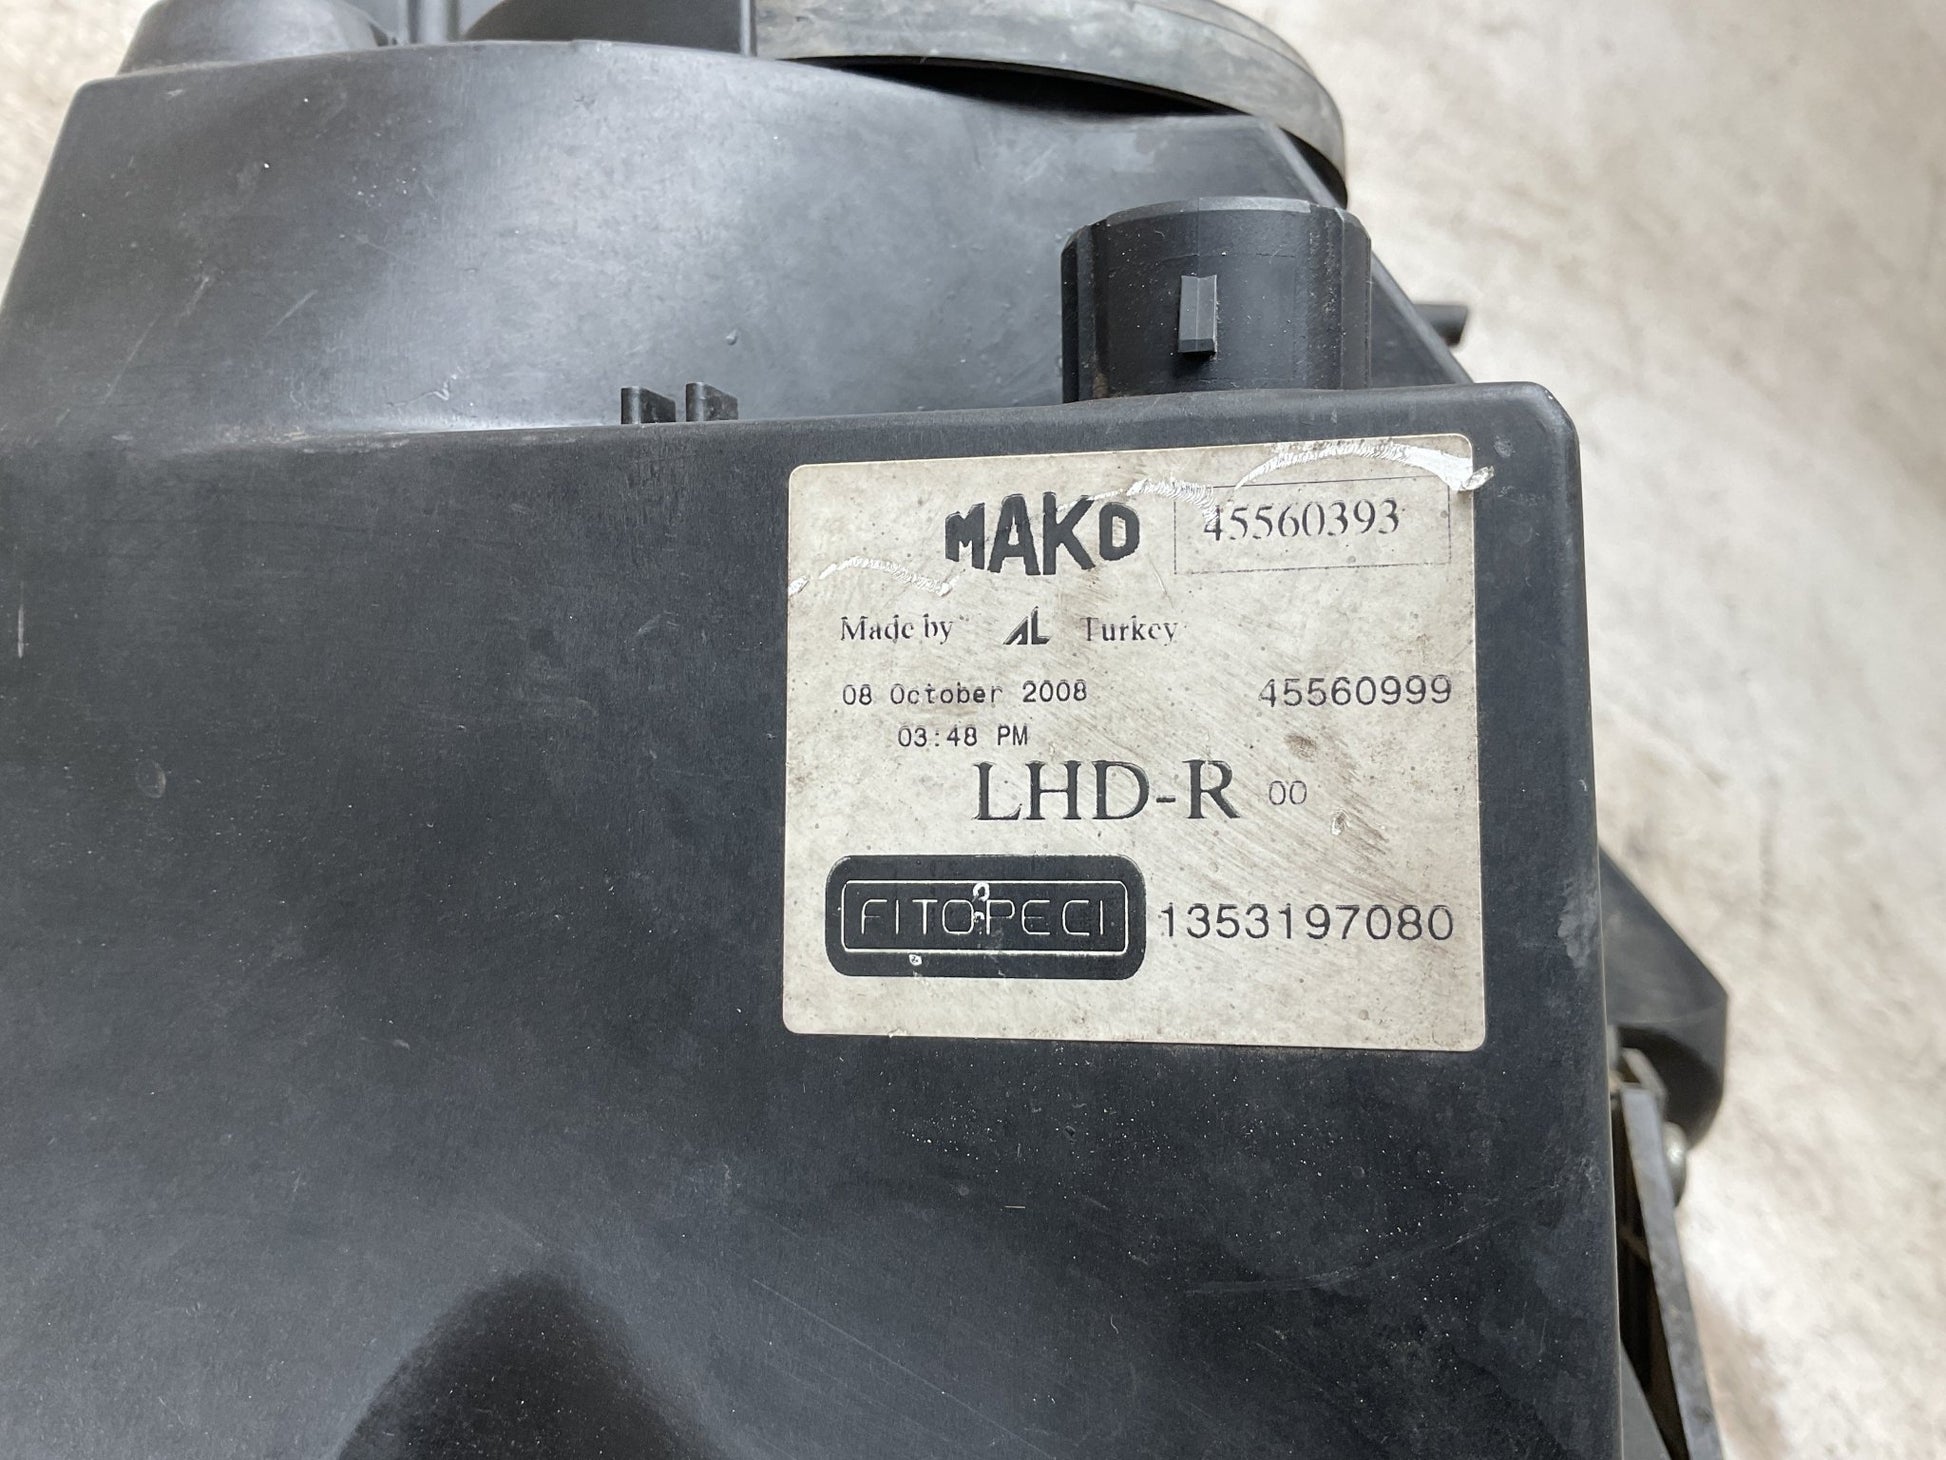 MAKO 45560393
Made by AL Turkey
08 October 2008 45560999
03:48 PM
LHD-R 00
FITOPECI 1353197080